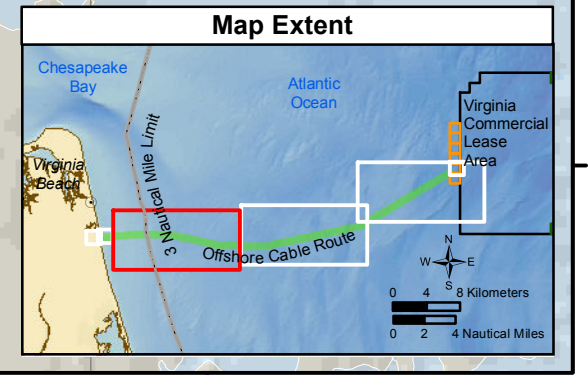 Map Extent
Chesapeake
Bay
Atlantic
Ocean
Virginia
Commercial
Lease
Area
3 Nautical Mile Limit
Virginia
Beach
Offshore Cable Route
N
W
E
S
0 4 8 Kilometers
0 2 4 Nautical Miles